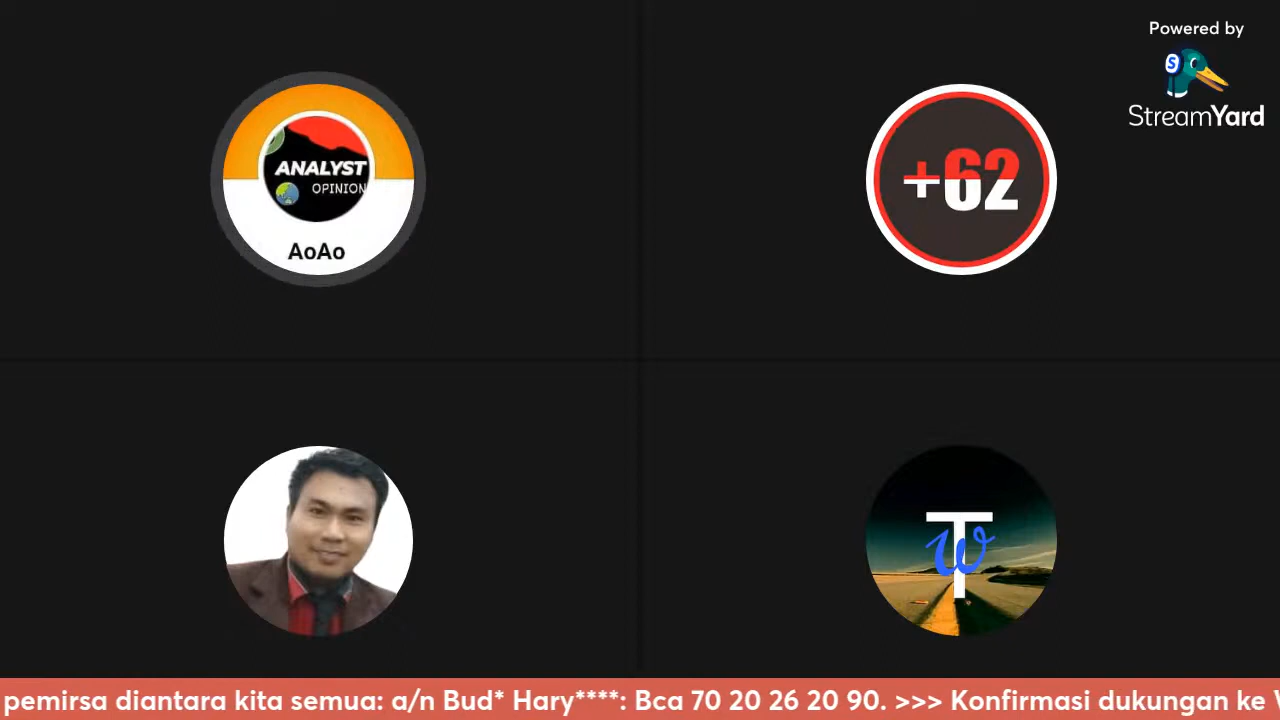 Powered by
S
StreamYard
ANALYST
OPINION
AoAo
+62
T
w
pemirsa diantara kita semua: a/n Bud* Hary****: Bca 70 20 26 20 90. >>> Konfirmasi dukungan ke